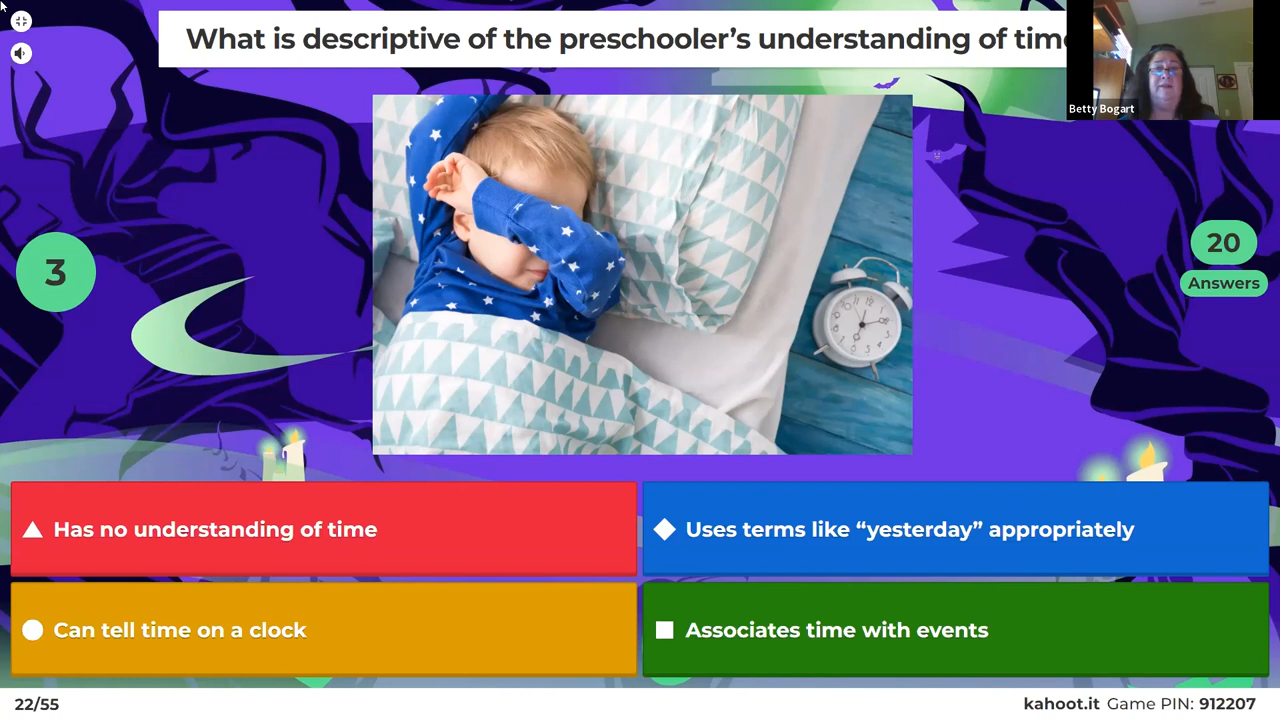 What is descriptive of the preschooler's understanding of
Betty Bogart
3
20
Answers
Has no understanding of time
Uses terms like “yesterday” appropriately
Can tell time on a clock
Associates time with events
22/55
kahoot.it Game PIN: 912207